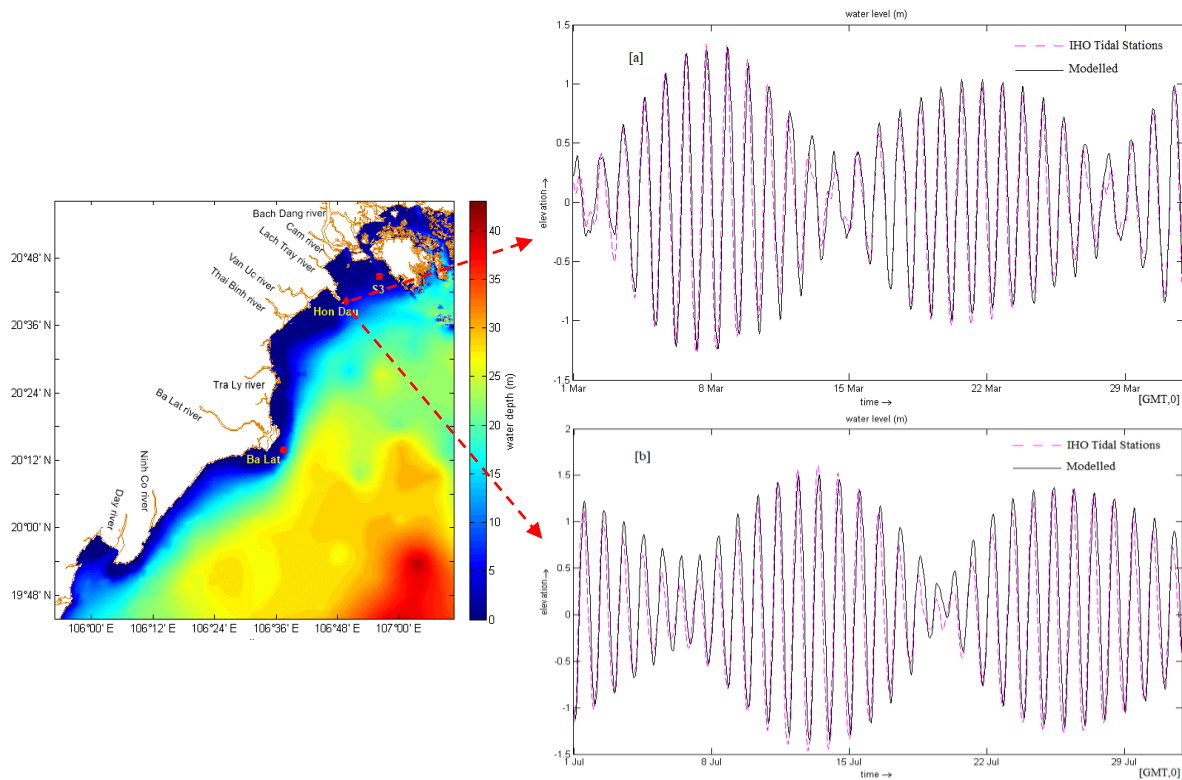 Bach Dang river
Cam river
Lach Tray river
Van Uc river
Thai Binh river
S3
Hon Dau
Tra Ly river
Ba Lat river
Ba Lat
Ninh Co river
Day river
20°48' N
20°36' N
20°24' N
20°12' N
20°00' N
19°48' N
106°00' E
106°12' E
106°24' E
106°36' E
106°48' E
107°00' E
40
35
30
25
20
15
10
5
0
water depth (m)
water level (m)
[a]
IHO Tidal Stations
Modelled
1.5
1
0.5
0
-0.5
-1
-1.5
elevation→
1 Mar
8 Mar
15 Mar
22 Mar
29 Mar
time →
[GMT,0]
water level (m)
[b]
IHO Tidal Stations
Modelled
2
1.5
1
0.5
0
-0.5
-1
-1.5
elevation→
1 Jul
8 Jul
15 Jul
22 Jul
29 Jul
time →
[GMT,0]